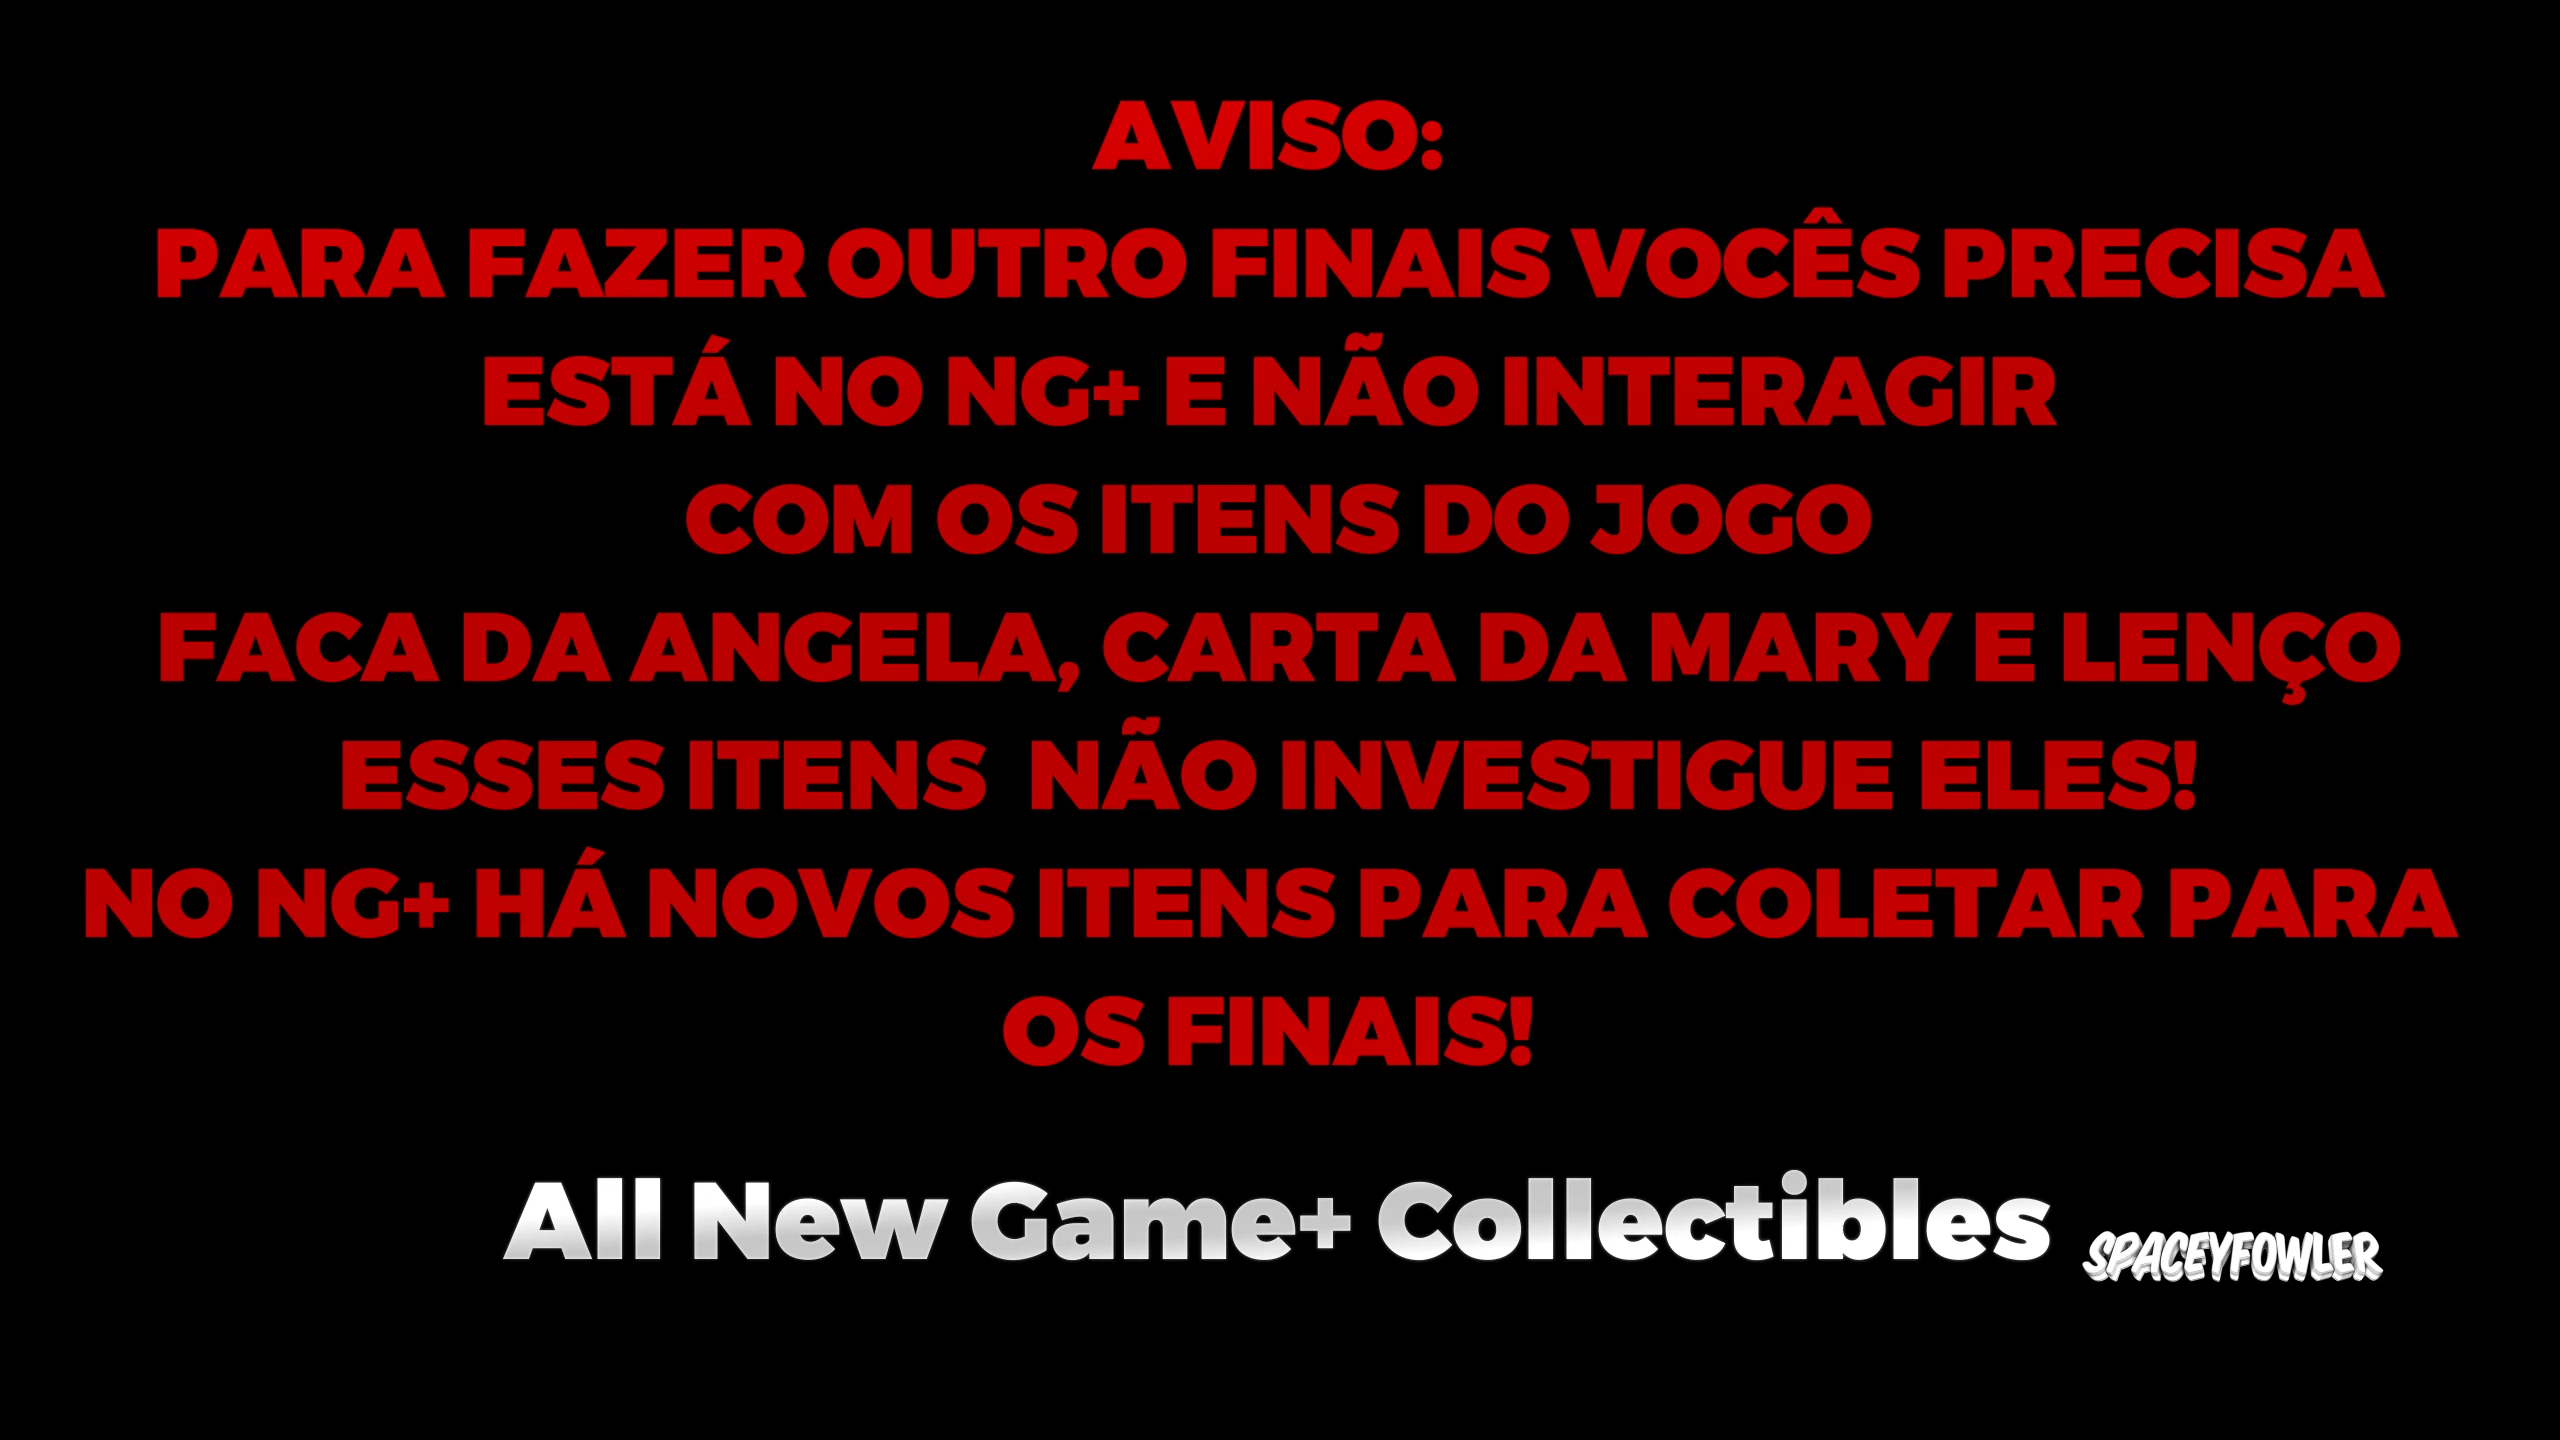 AVISO:
PARA FAZER OUTRO FINAIS VOCÊS PRECISA
ESTÁ NO NG+ E NÃO INTERAGIR
COM OS ITENS DO JOGO
FACA DA ANGELA, CARTA DA MARY E LENÇO
ESSES ITENS  NÃO INVESTIGUE ELES!
NO NG+ HÁ NOVOS ITENS PARA COLETAR PARA
OS FINAIS!
All New Game+ Collectibles
SPACEYFOWLER